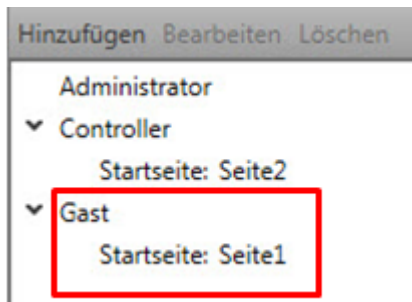 Hinzufügen Bearbeiten Löschen
Administrator
Controller
Startseite: Seite2
Gast
Startseite: Seite1